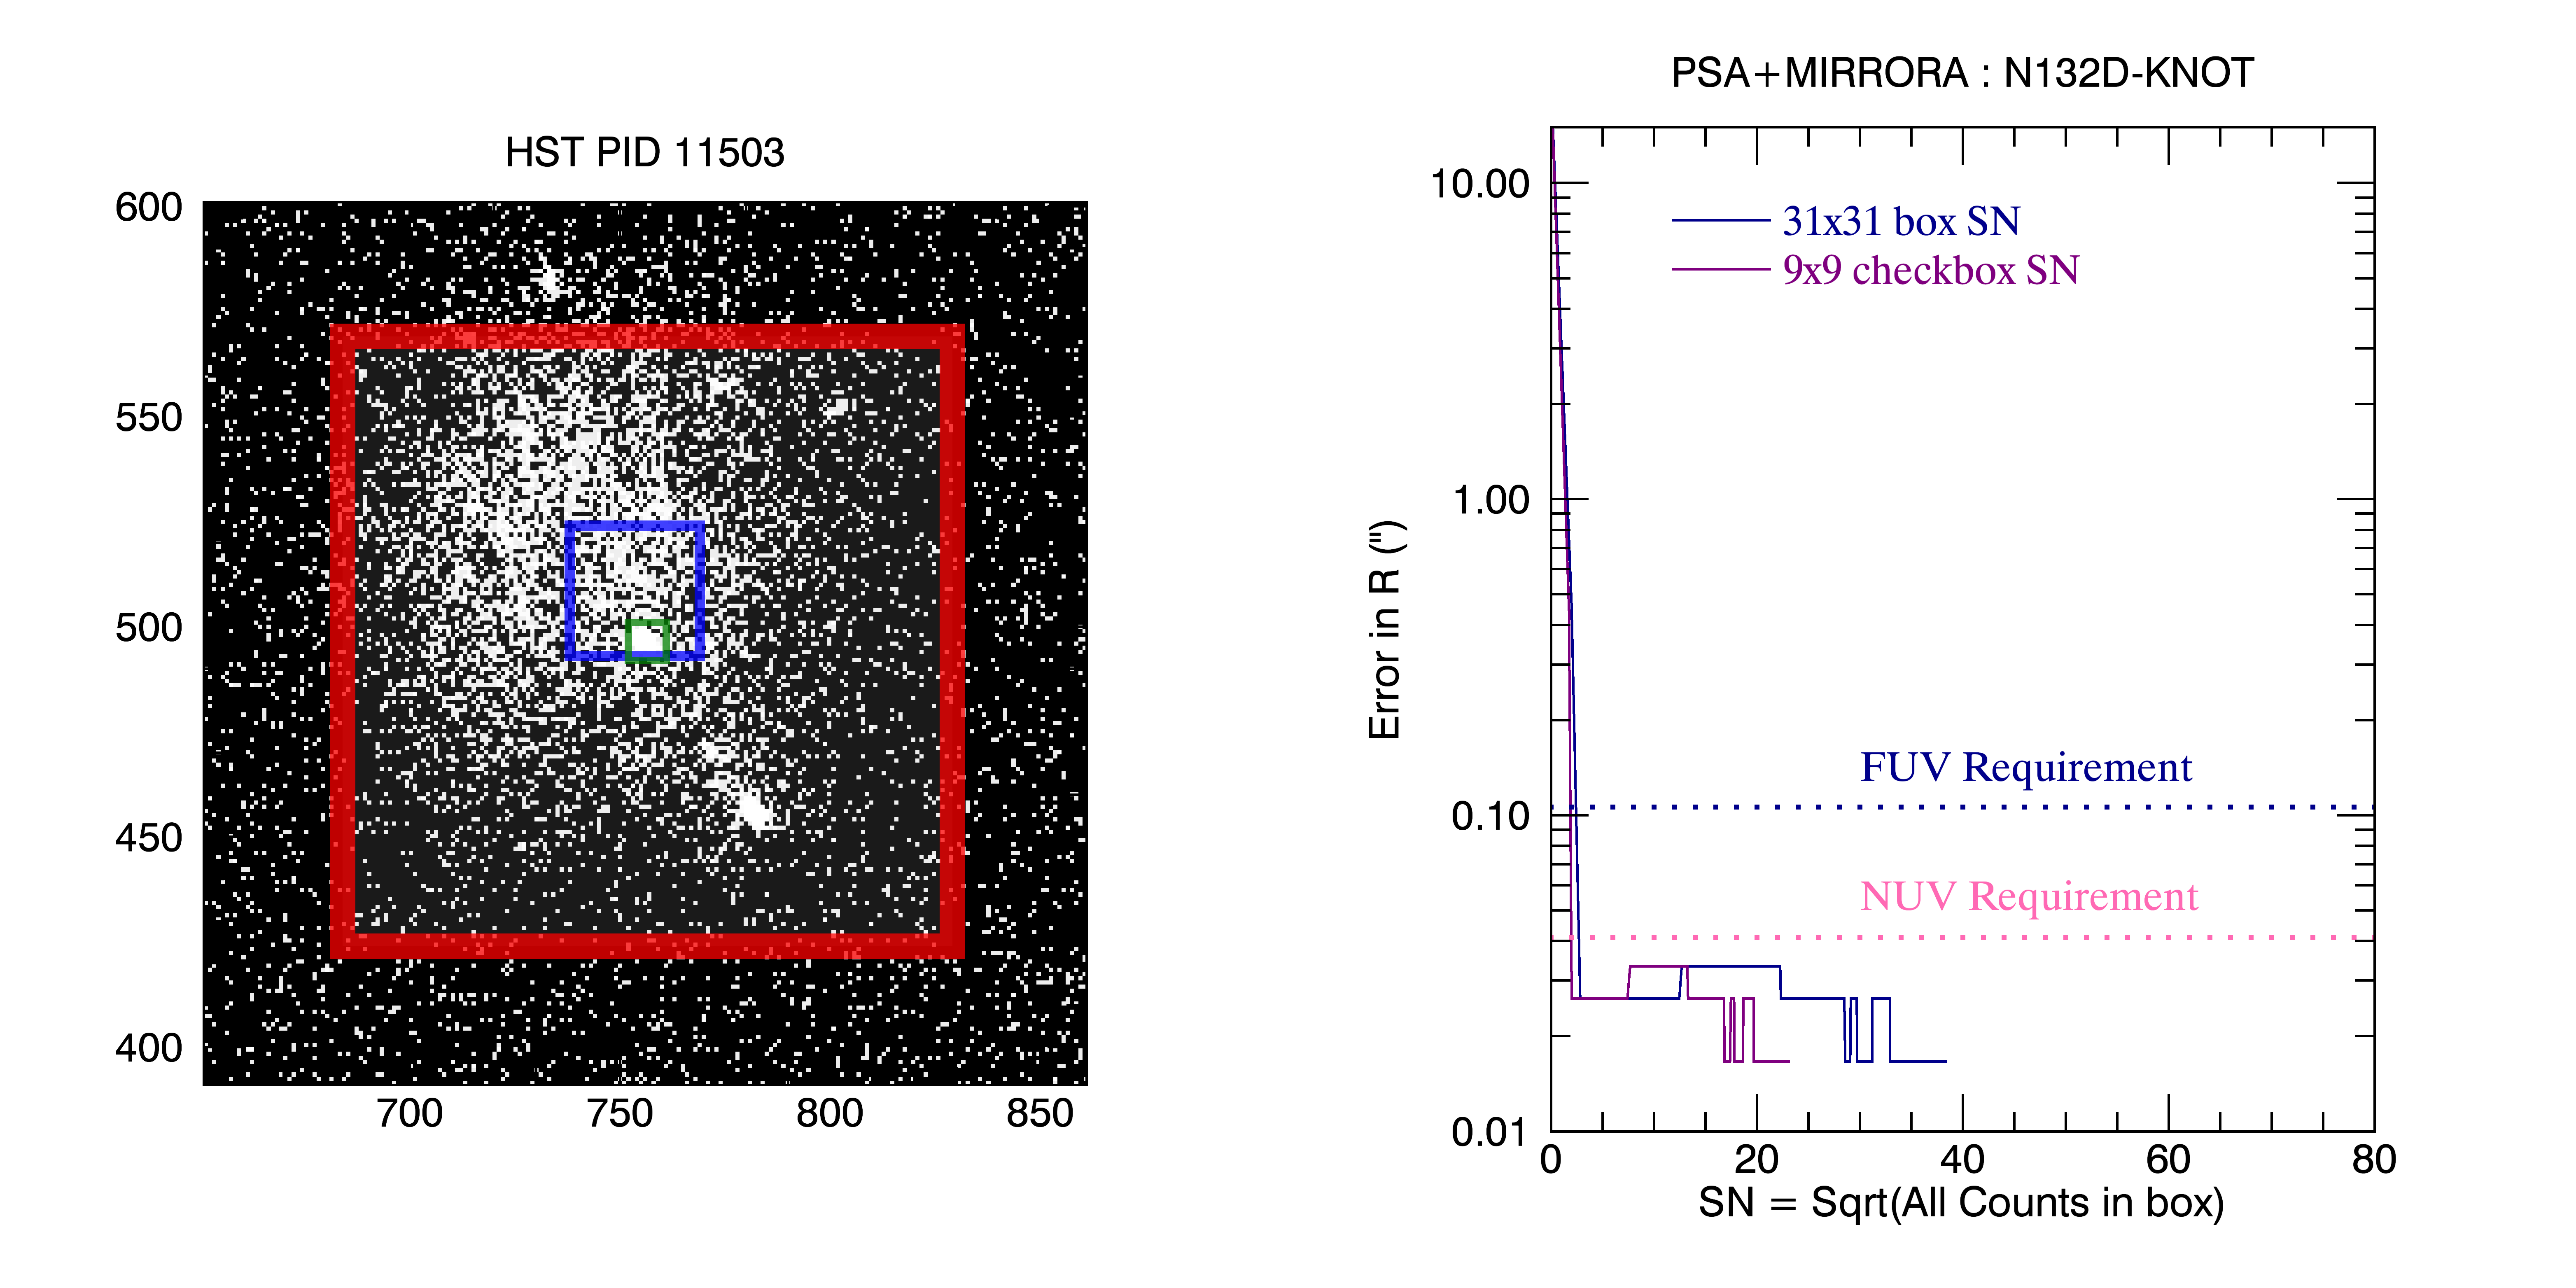 HST PID 11503
600
550
500
450
400
700 750 800 850
PSA+MIRRORA : N132D-KNOT
31x31 box SN
9x9 checkbox SN
FUV Requirement
NUV Requirement
Error in R (")
10.00
1.00
0.10
0.01
0 20 40 60 80
SN = Sqrt(All Counts in box)